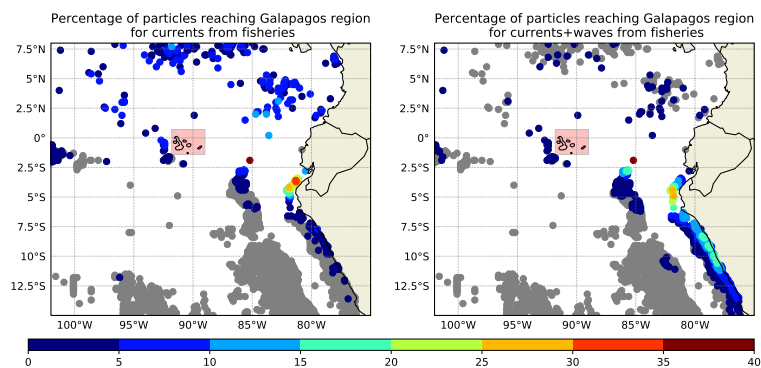 Percentage of particles reaching Galapagos region
for currents from fisheries
Percentage of particles reaching Galapagos region
for currents+waves from fisheries
7.5°N
5°N
2.5°N
0°
2.5°S
5°S
7.5°S
10°S
12.5°S
100°W 95°W 90°W 85°W 80°W
7.5°N
5°N
2.5°N
0°
2.5°S
5°S
7.5°S
10°S
12.5°S
100°W 95°W 90°W 85°W 80°W
0 5 10 15 20 25 30 35 40